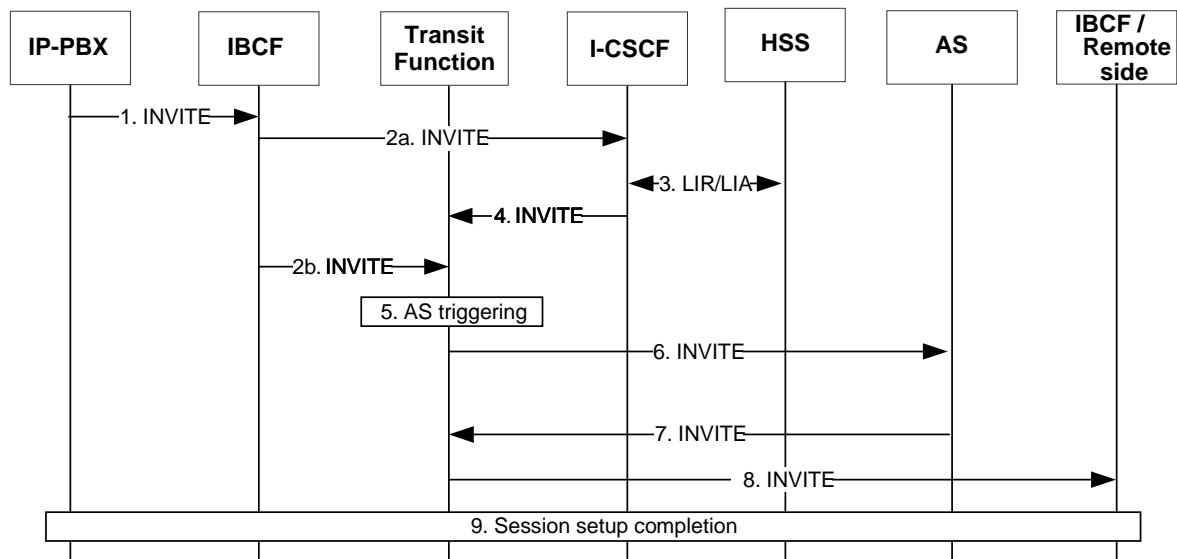 IP-PBX
IBCF
Transit
Function
I-CSCF
HSS
AS
IBCF /
Remote
side
1. INVITE
2a. INVITE
3. LIR/LIA
4. INVITE
2b. INVITE
5. AS triggering
6. INVITE
7. INVITE
8. INVITE
9. Session setup completion